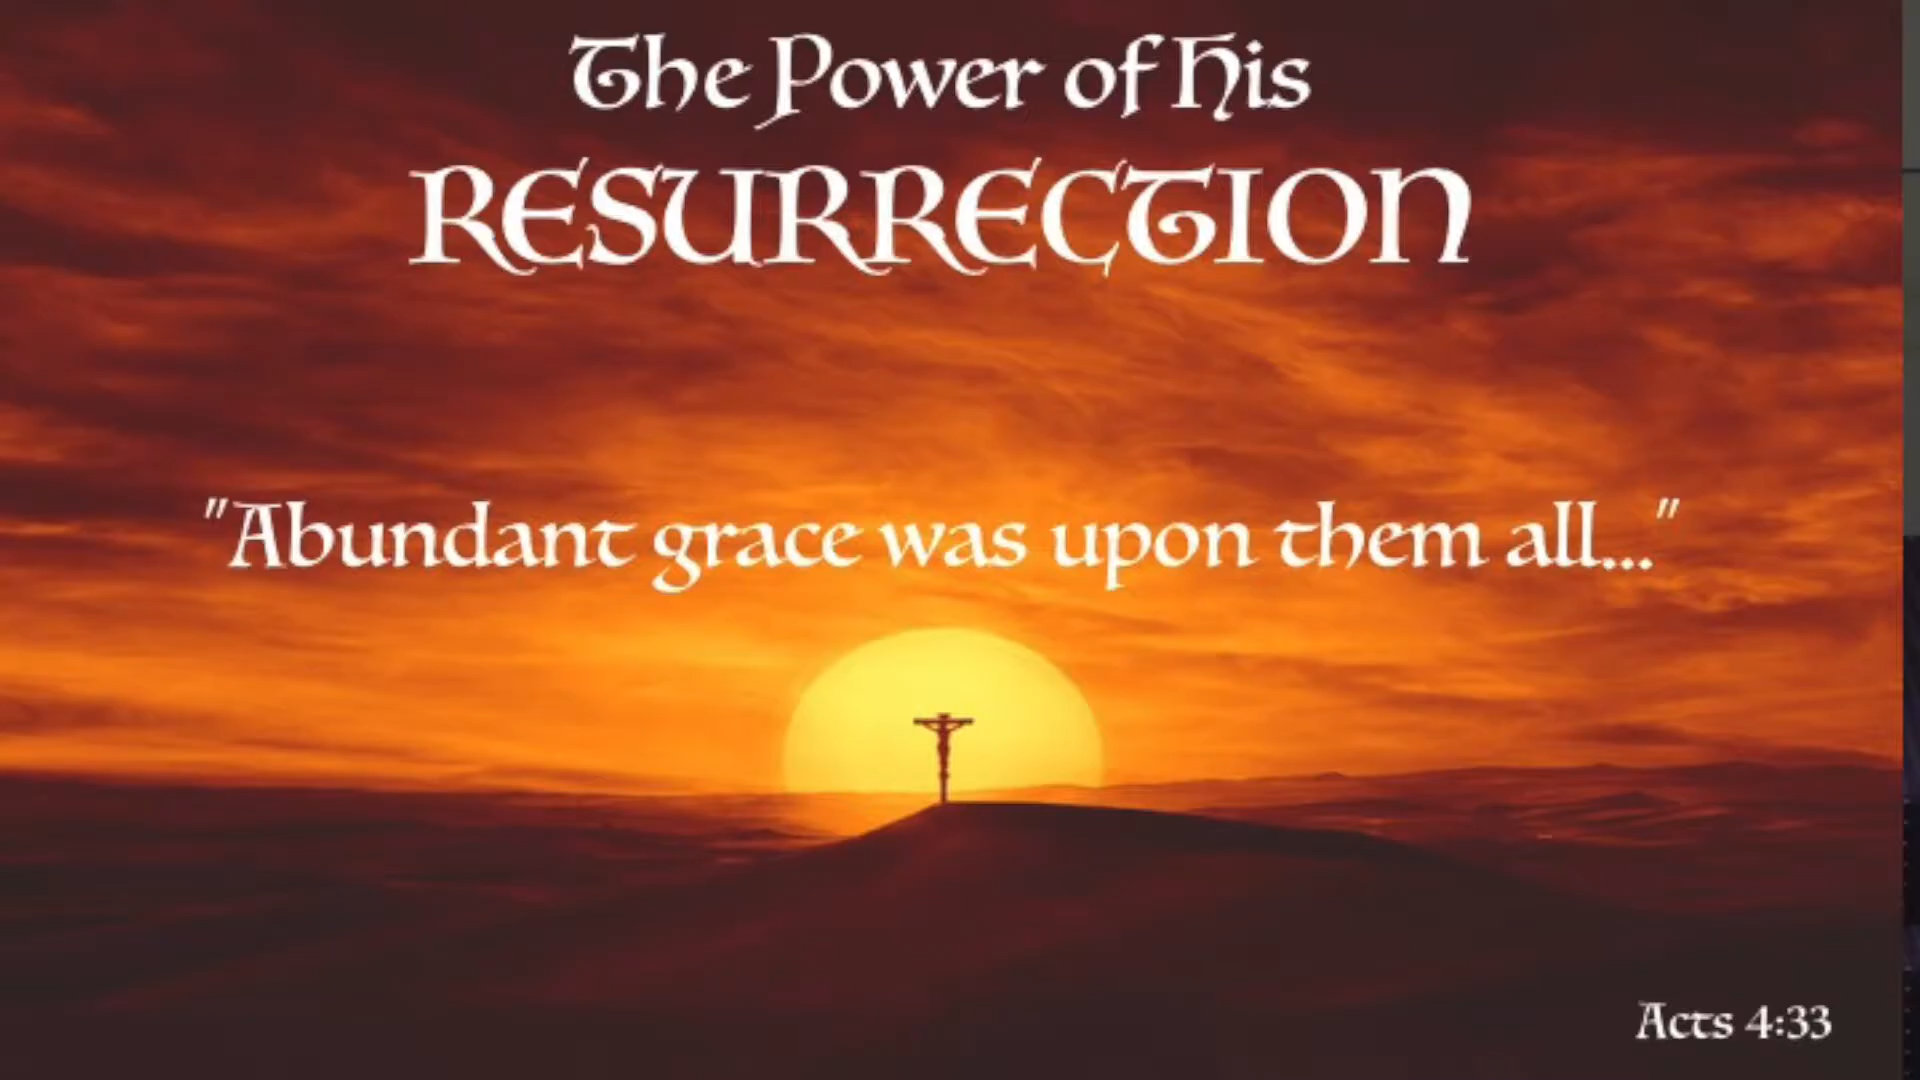 The Power of His
RESURRECTION
"Abundant grace was upon them all..."
Acts 4:33